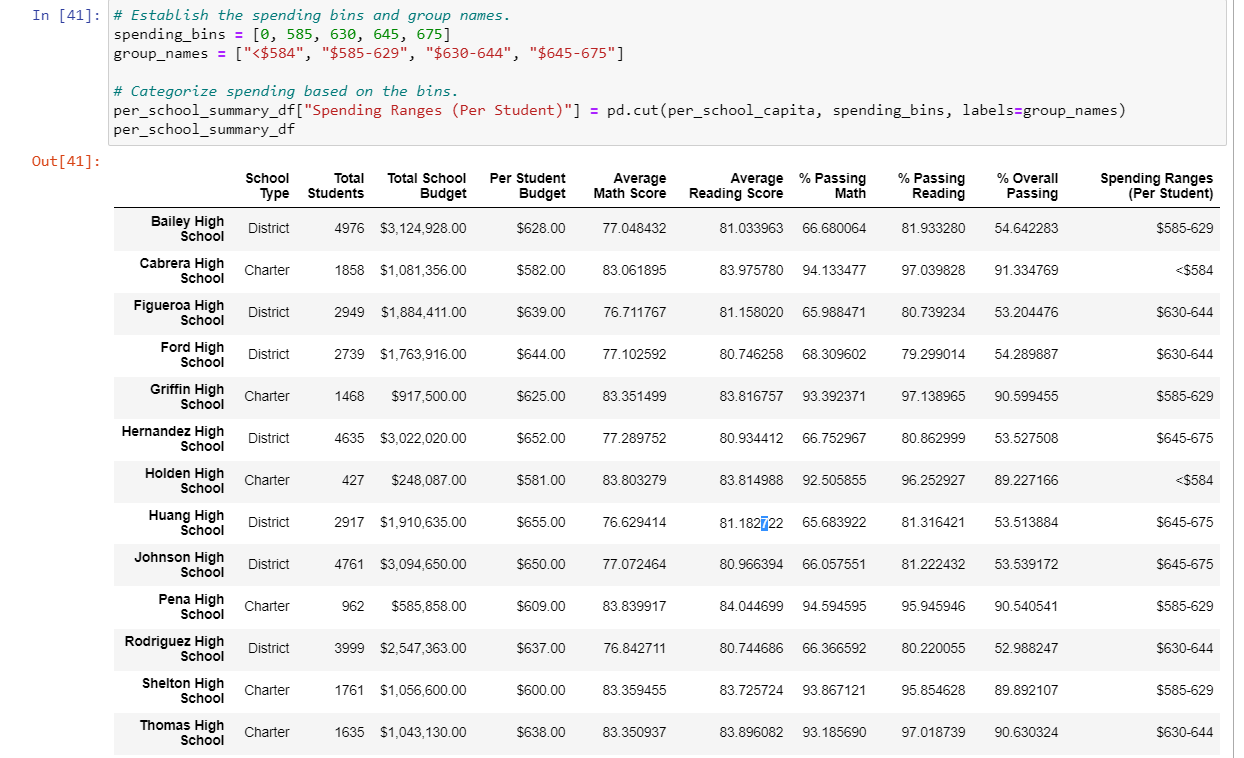 In [41]: # Establish the spending bins and group names.
spending_bins = [0, 585, 630, 645, 675]
group_names = ["<$584", "$585-629", "$630-644", "$645-675"]
# Categorize spending based on the bins.
per_school_summary_df["Spending Ranges (Per Student)"] = pd.cut(per_school_capita, spending_bins, labels=group_names)
per_school_summary_df
Out[41]:
School Type Total Students Total School Budget Per Student Budget Average Math Score Average Reading Score % Passing Math % Passing Reading % Overall Passing Spending Ranges (Per Student)
Bailey High School District 4976 $3,124,928.00 $628.00 77.048432 81.033963 66.680064 81.933280 54.642283 $585-629
Cabrera High School Charter 1858 $1,081,356.00 $582.00 83.061895 83.975780 94.133477 97.039828 91.334769 <$584
Figueroa High School District 2949 $1,884,411.00 $639.00 76.711767 81.158020 65.988471 80.739234 53.204476 $630-644
Ford High School District 2739 $1,763,916.00 $644.00 77.102592 80.746258 68.309602 79.299014 54.289887 $630-644
Griffin High School Charter 1468 $917,500.00 $625.00 83.351499 83.816757 93.392371 97.138965 90.599455 $585-629
Hernandez High School District 4635 $3,022,020.00 $652.00 77.289752 80.934412 66.752967 80.862999 53.527508 $645-675
Holden High School Charter 427 $248,087.00 $581.00 83.803279 83.814988 92.505855 96.252927 89.227166 <$584
Huang High School District 2917 $1,910,635.00 $655.00 76.629414 81.182722 65.683922 81.316421 53.513884 $645-675
Johnson High School District 4761 $3,094,650.00 $650.00 77.072464 80.966394 66.057551 81.222432 53.539172 $645-675
Pena High School Charter 962 $585,858.00 $609.00 83.839917 84.044699 94.594595 95.945946 90.540541 $585-629
Rodriguez High School District 3999 $2,547,363.00 $637.00 76.842711 80.744686 66.366592 80.220055 52.988247 $630-644
Shelton High School Charter 1761 $1,056,600.00 $600.00 83.359455 83.725724 93.867121 95.854628 89.892107 $585-629
Thomas High School Charter 1635 $1,043,130.00 $638.00 83.350937 83.896082 93.185690 97.018739 90.630324 $630-644